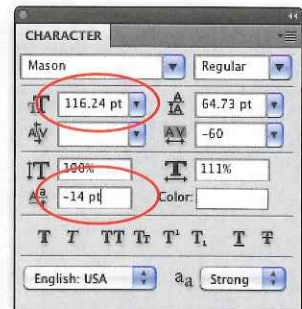 CHARACTER
Mason Regular
116.24 pt 64.73 pt
-60
100% 111%
-14 pt Color:
T T TT Tт T¹ T₁ T T
English: USA aa Strong